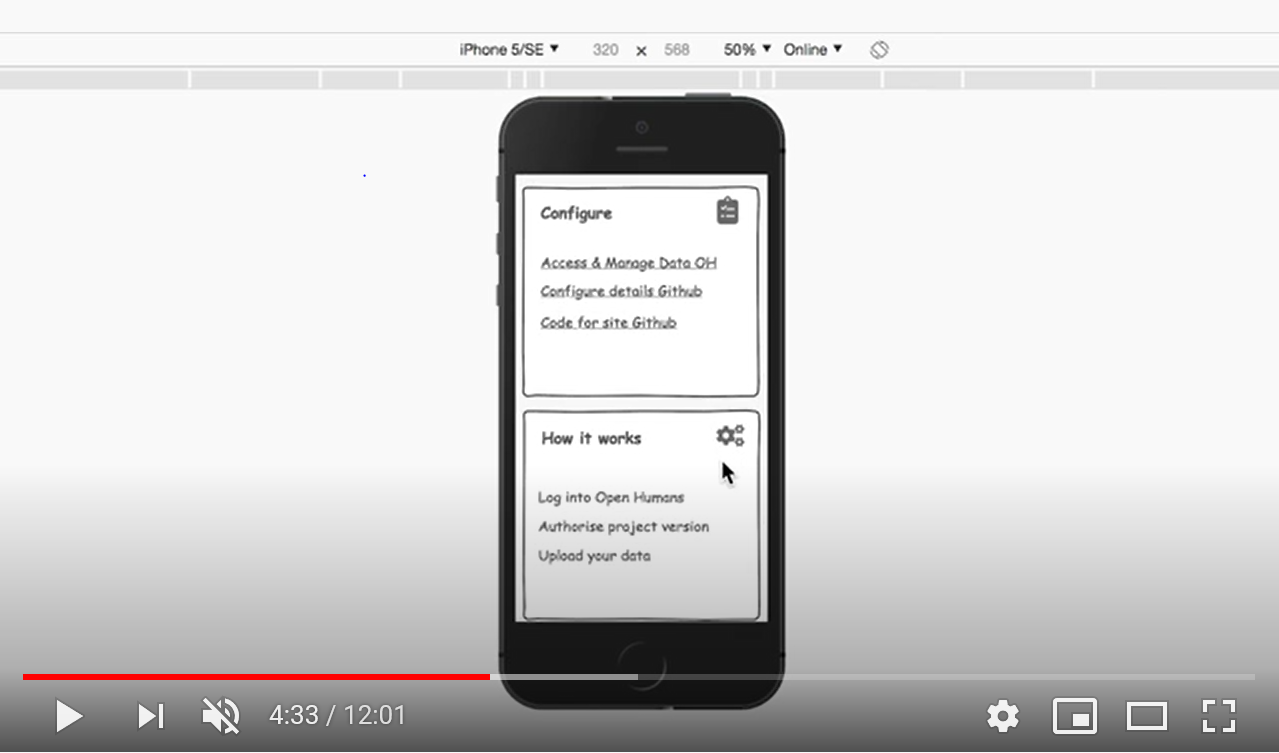 iPhone 5/SE ▼ 320 × 568 50% ▼ Online ▼
Configure
Access & Manage Data OH
Configure details Github
Code for site Github
How it works
Log into Open Humans
Authorise project version
Upload your data
4:33 / 12:01